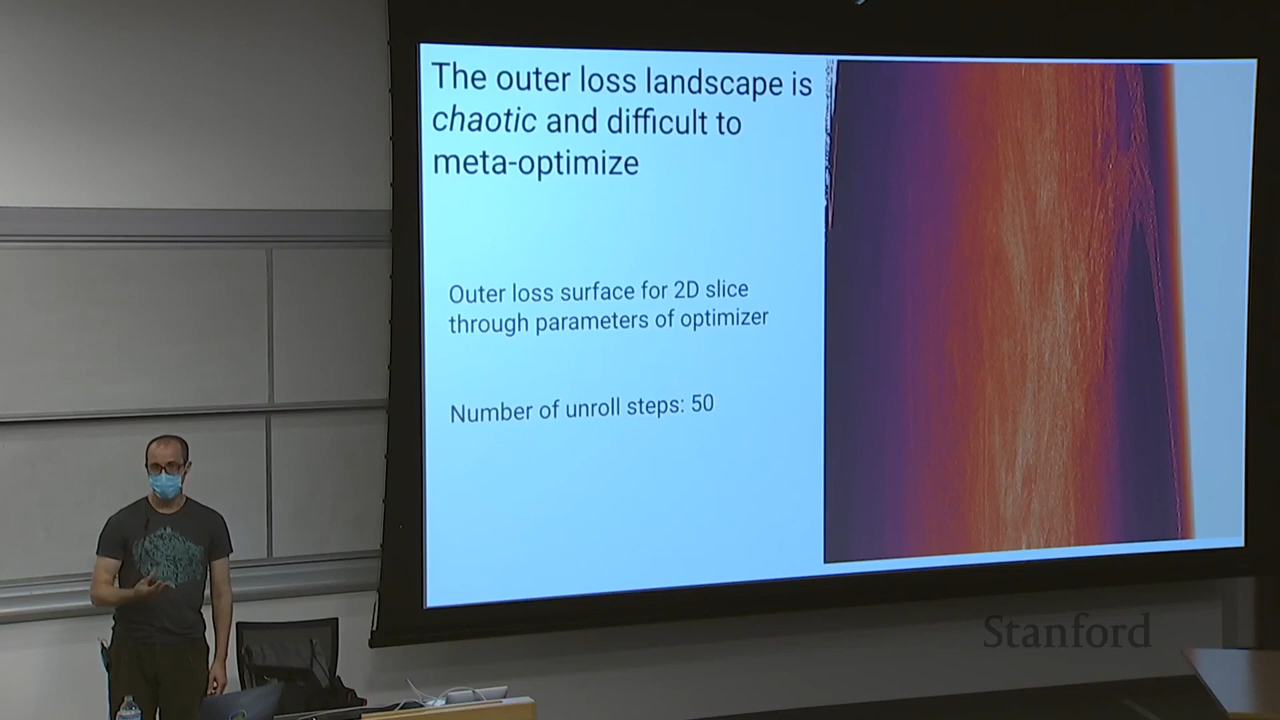 The outer loss landscape is
chaotic and difficult to
meta-optimize
Outer loss surface for 2D slice
through parameters of optimizer
Number of unroll steps: 50
Stanford